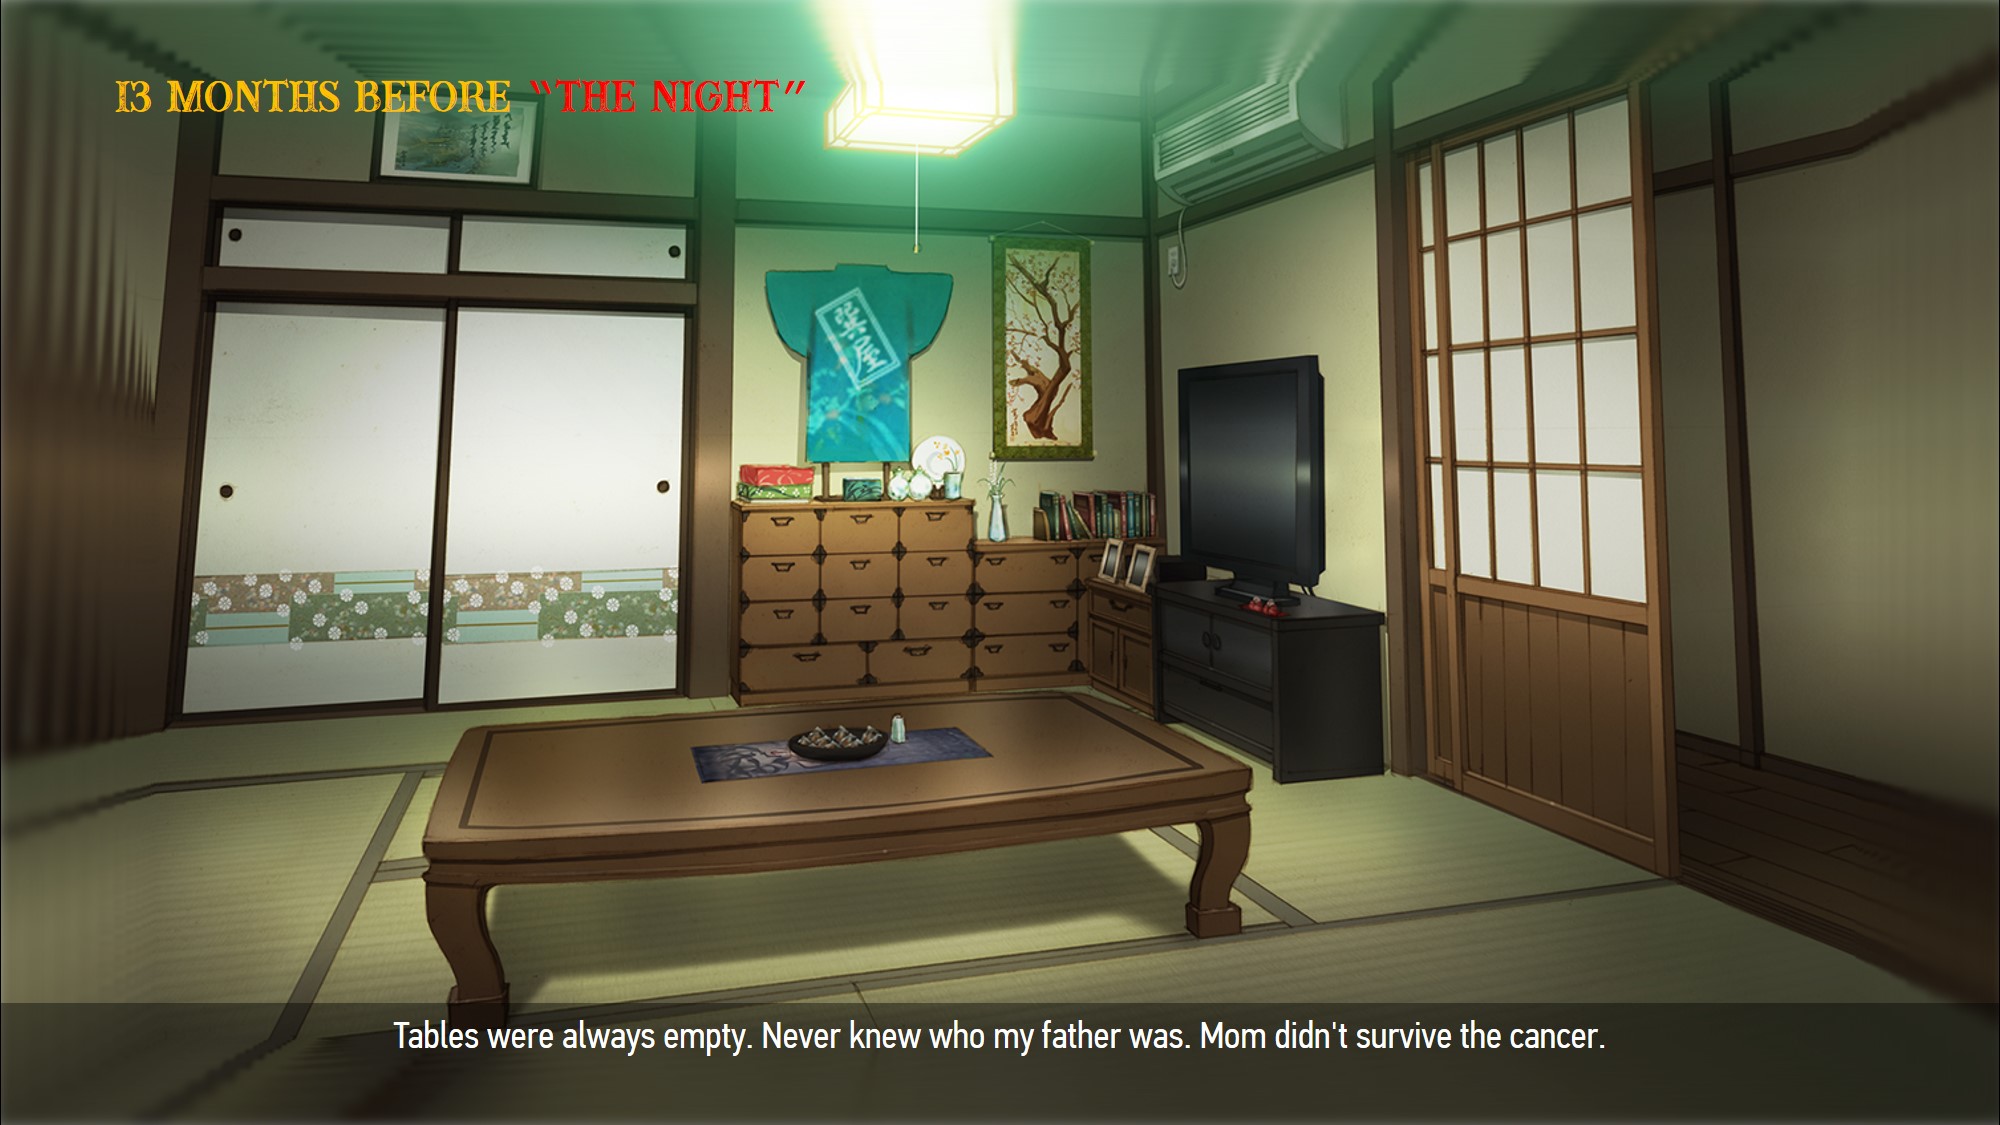 13 MONTHS BEFORE "THE NIGHT"
巽屋
Tables were always empty. Never knew who my father was. Mom didn't survive the cancer.